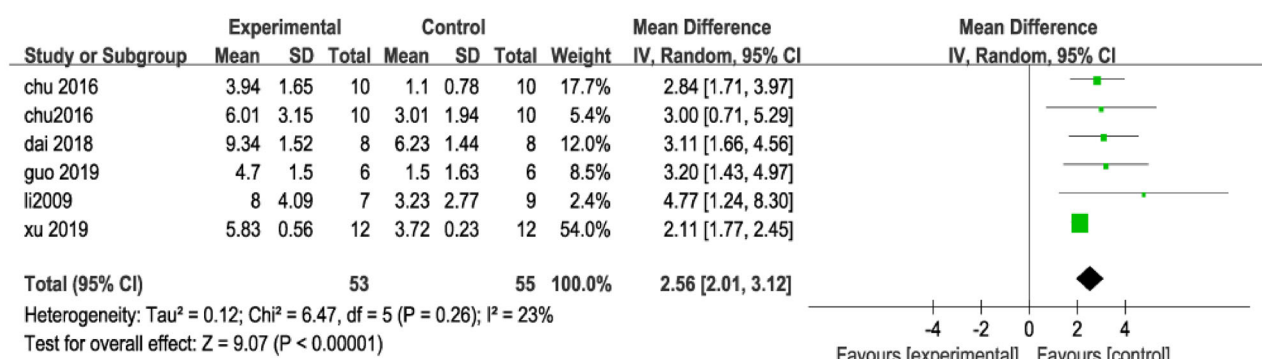 Experimental Control Mean Difference Mean Difference
Study or Subgroup Mean SD Total Mean SD Total Weight IV, Random, 95% CI IV, Random, 95% CI
chu 2016 3.94 1.65 10 1.1 0.78 10 17.7% 2.84 [1.71, 3.97]
chu2016 6.01 3.15 10 3.01 1.94 10 5.4% 3.00 [0.71, 5.29]
dai 2018 9.34 1.52 8 6.23 1.44 8 12.0% 3.11 [1.66, 4.56]
guo 2019 4.7 1.5 6 1.5 1.63 6 8.5% 3.20 [1.43, 4.97]
li2009 8 4.09 7 3.23 2.77 9 2.4% 4.77 [1.24, 8.30]
xu 2019 5.83 0.56 12 3.72 0.23 12 54.0% 2.11 [1.77, 2.45]
Total (95% CI) 53 55 100.0% 2.56 [2.01, 3.12]
Heterogeneity: Tau² = 0.12; Chi² = 6.47, df = 5 (P = 0.26); I² = 23%
Test for overall effect: Z = 9.07 (P < 0.00001)
-4 -2 0 2 4
Favours [experimental] Favours [control]